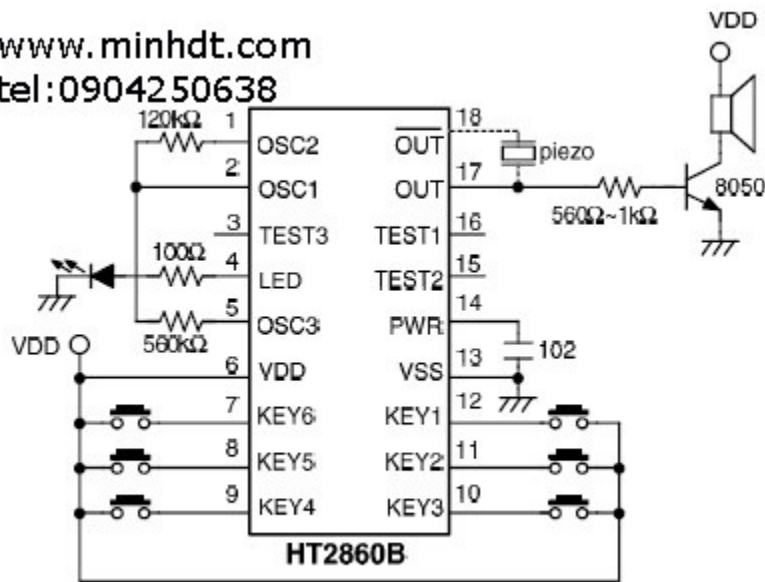 www.minhdt.com
tel:0904250638
VDD
120kΩ
1
OSC2
2
OSC1
3
TEST3
100Ω
4
LED
5
OSC3
560kΩ
VDD
6
VDD
7
KEY6
8
KEY5
9
KEY4
18
OUT
piezo
17
OUT
560Ω~1kΩ
8050
16
TEST1
15
TEST2
14
PWR
102
13
VSS
12
KEY1
11
KEY2
10
KEY3
HT2860B